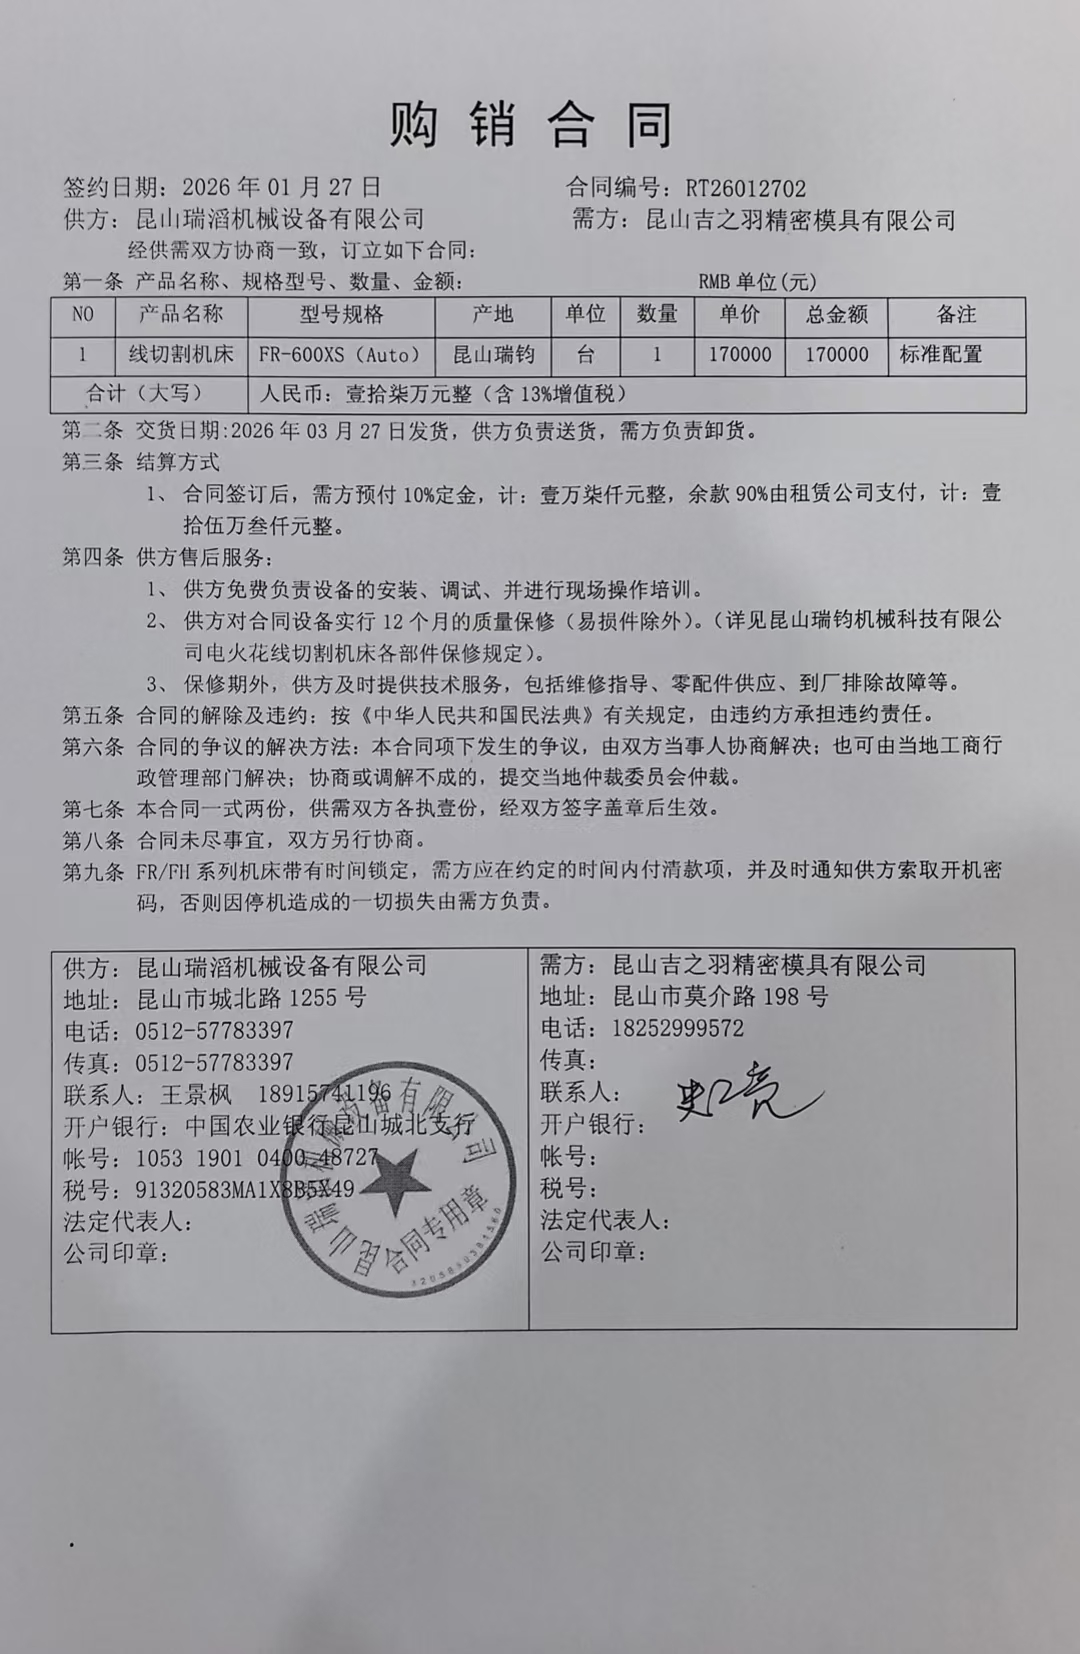 购销合同
签约日期：2026年01月27日 合同编号：RT26012702
供方：昆山瑞滔机械设备有限公司 需方：昆山吉之羽精密模具有限公司
经供需双方协商一致，订立如下合同：
第一条 产品名称、规格型号、数量、金额： RMB单位(元)
NO 产品名称 型号规格 产地 单位 数量 单价 总金额 备注
1 线切割机床 FR-600XS（Auto） 昆山瑞钧 台 1 170000 170000 标准配置
合计（大写） 人民币：壹拾柒万元整（含13%增值税）
第二条 交货日期:2026年03月27日发货，供方负责送货，需方负责卸货。
第三条 结算方式
1、 合同签订后，需方预付10%定金，计：壹万柒仟元整，余款90%由租赁公司支付，计：壹
拾伍万叁仟元整。
第四条 供方售后服务：
1、 供方免费负责设备的安装、调试、并进行现场操作培训。
2、 供方对合同设备实行12个月的质量保修（易损件除外）。（详见昆山瑞钧机械科技有限公
司电火花线切割机床各部件保修规定）。
3、 保修期外，供方及时提供技术服务，包括维修指导、零配件供应、到厂排除故障等。
第五条 合同的解除及违约：按《中华人民共和国民法典》有关规定，由违约方承担违约责任。
第六条 合同的争议的解决方法：本合同项下发生的争议，由双方当事人协商解决；也可由当地工商行
政管理部门解决；协商或调解不成的，提交当地仲裁委员会仲裁。
第七条 本合同一式两份，供需双方各执壹份，经双方签字盖章后生效。
第八条 合同未尽事宜，双方另行协商。
第九条 FR/FH系列机床带有时间锁定，需方应在约定的时间内付清款项，并及时通知供方索取开机密
码，否则因停机造成的一切损失由需方负责。
供方：昆山瑞滔机械设备有限公司
地址：昆山市城北路1255号
电话：0512-57783397
传真：0512-57783397
联系人：王景枫 18915741196
开户银行：中国农业银行昆山城北支行
帐号：1053 1901 0400 48727
税号：91320583MA1X8B5X49
法定代表人：
公司印章：
合同专用章
需方：昆山吉之羽精密模具有限公司
地址：昆山市莫介路198号
电话：18252999572
传真：
联系人：
开户银行：
帐号：
税号：
法定代表人：
公司印章：